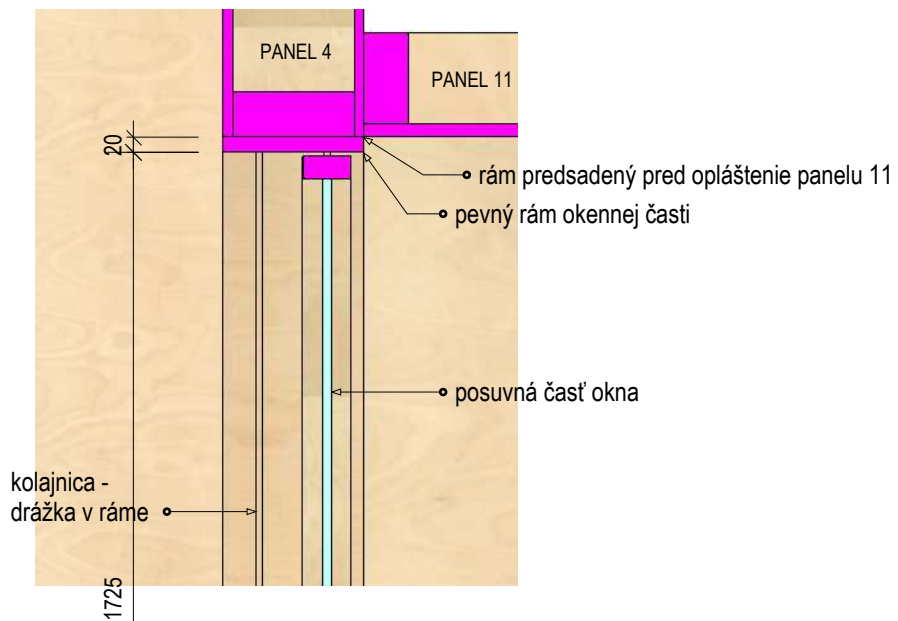 PANEL 4
PANEL 11
20
rám predsadený pred opláštenie panelu 11
pevný rám okennej časti
posuvná časť okna
kolajnica -
drážka v ráme
1725